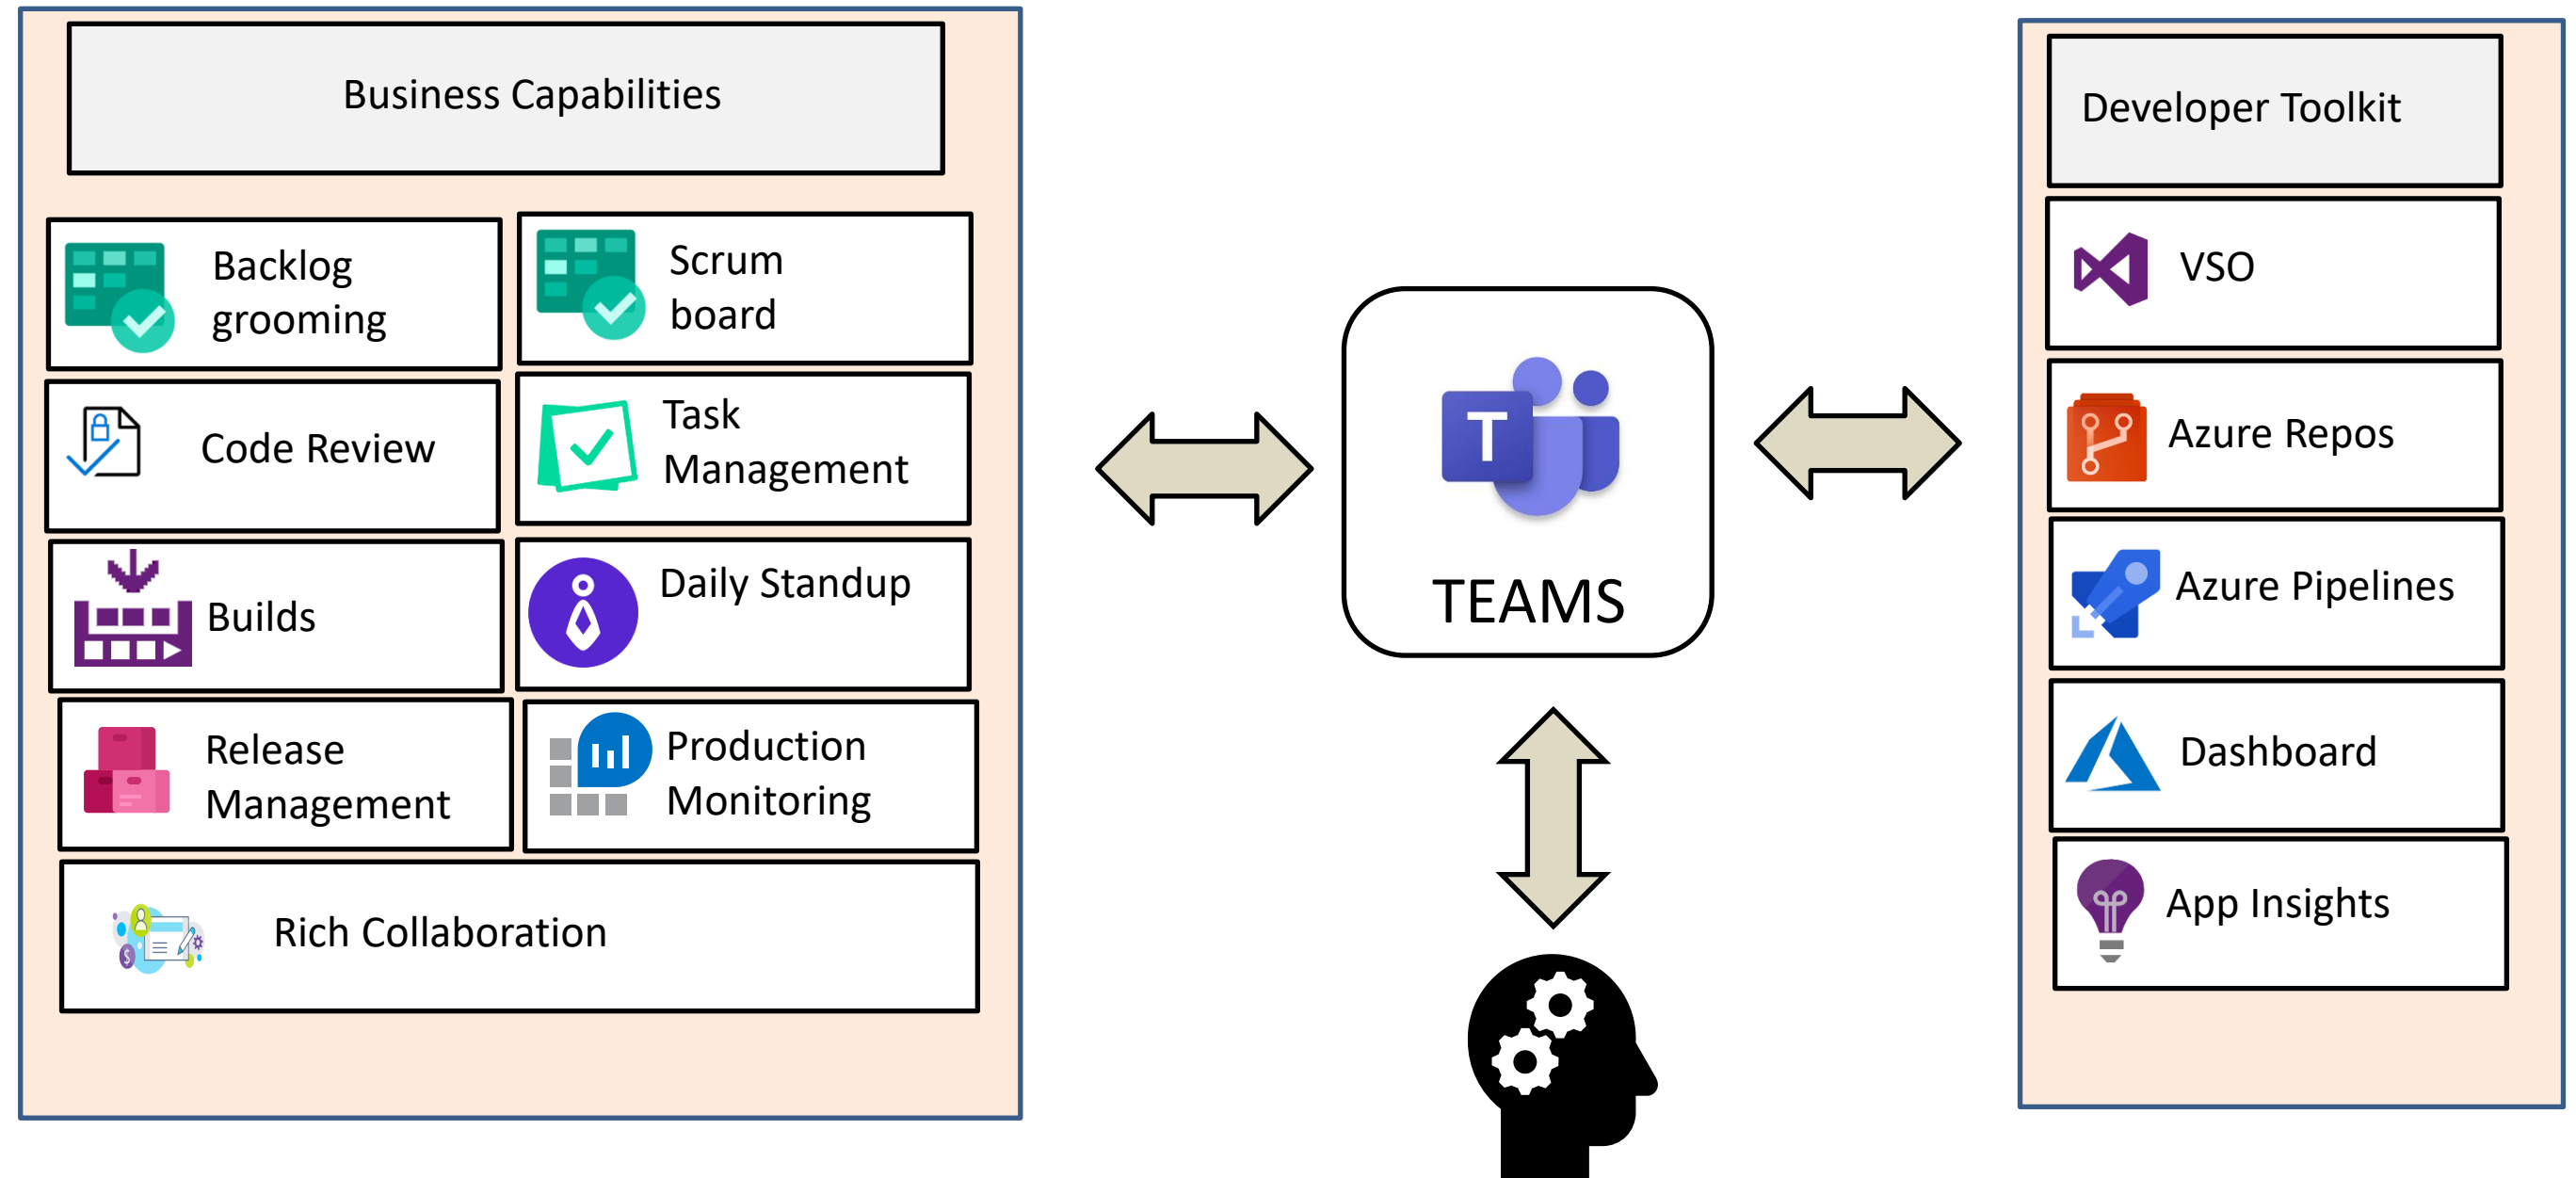 Business Capabilities
Backlog
grooming
Scrum
board
Code Review
Task
Management
Builds
Daily Standup
Release
Management
Production
Monitoring
Rich Collaboration
T
TEAMS
Developer Toolkit
VSO
Azure Repos
Azure Pipelines
Dashboard
App Insights